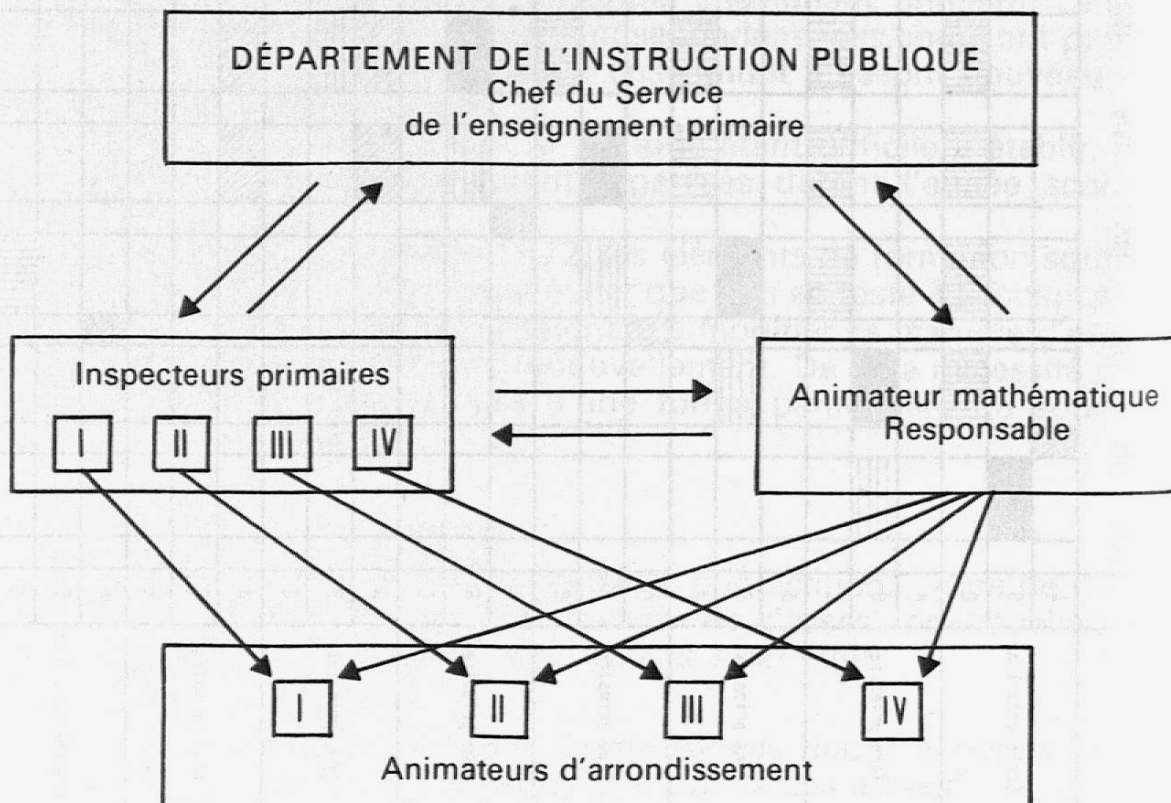 DÉPARTEMENT DE L'INSTRUCTION PUBLIQUE
Chef du Service
de l'enseignement primaire
Inspecteurs primaires
I II III IV
Animateur mathématique
Responsable
I II III IV
Animateurs d'arrondissement